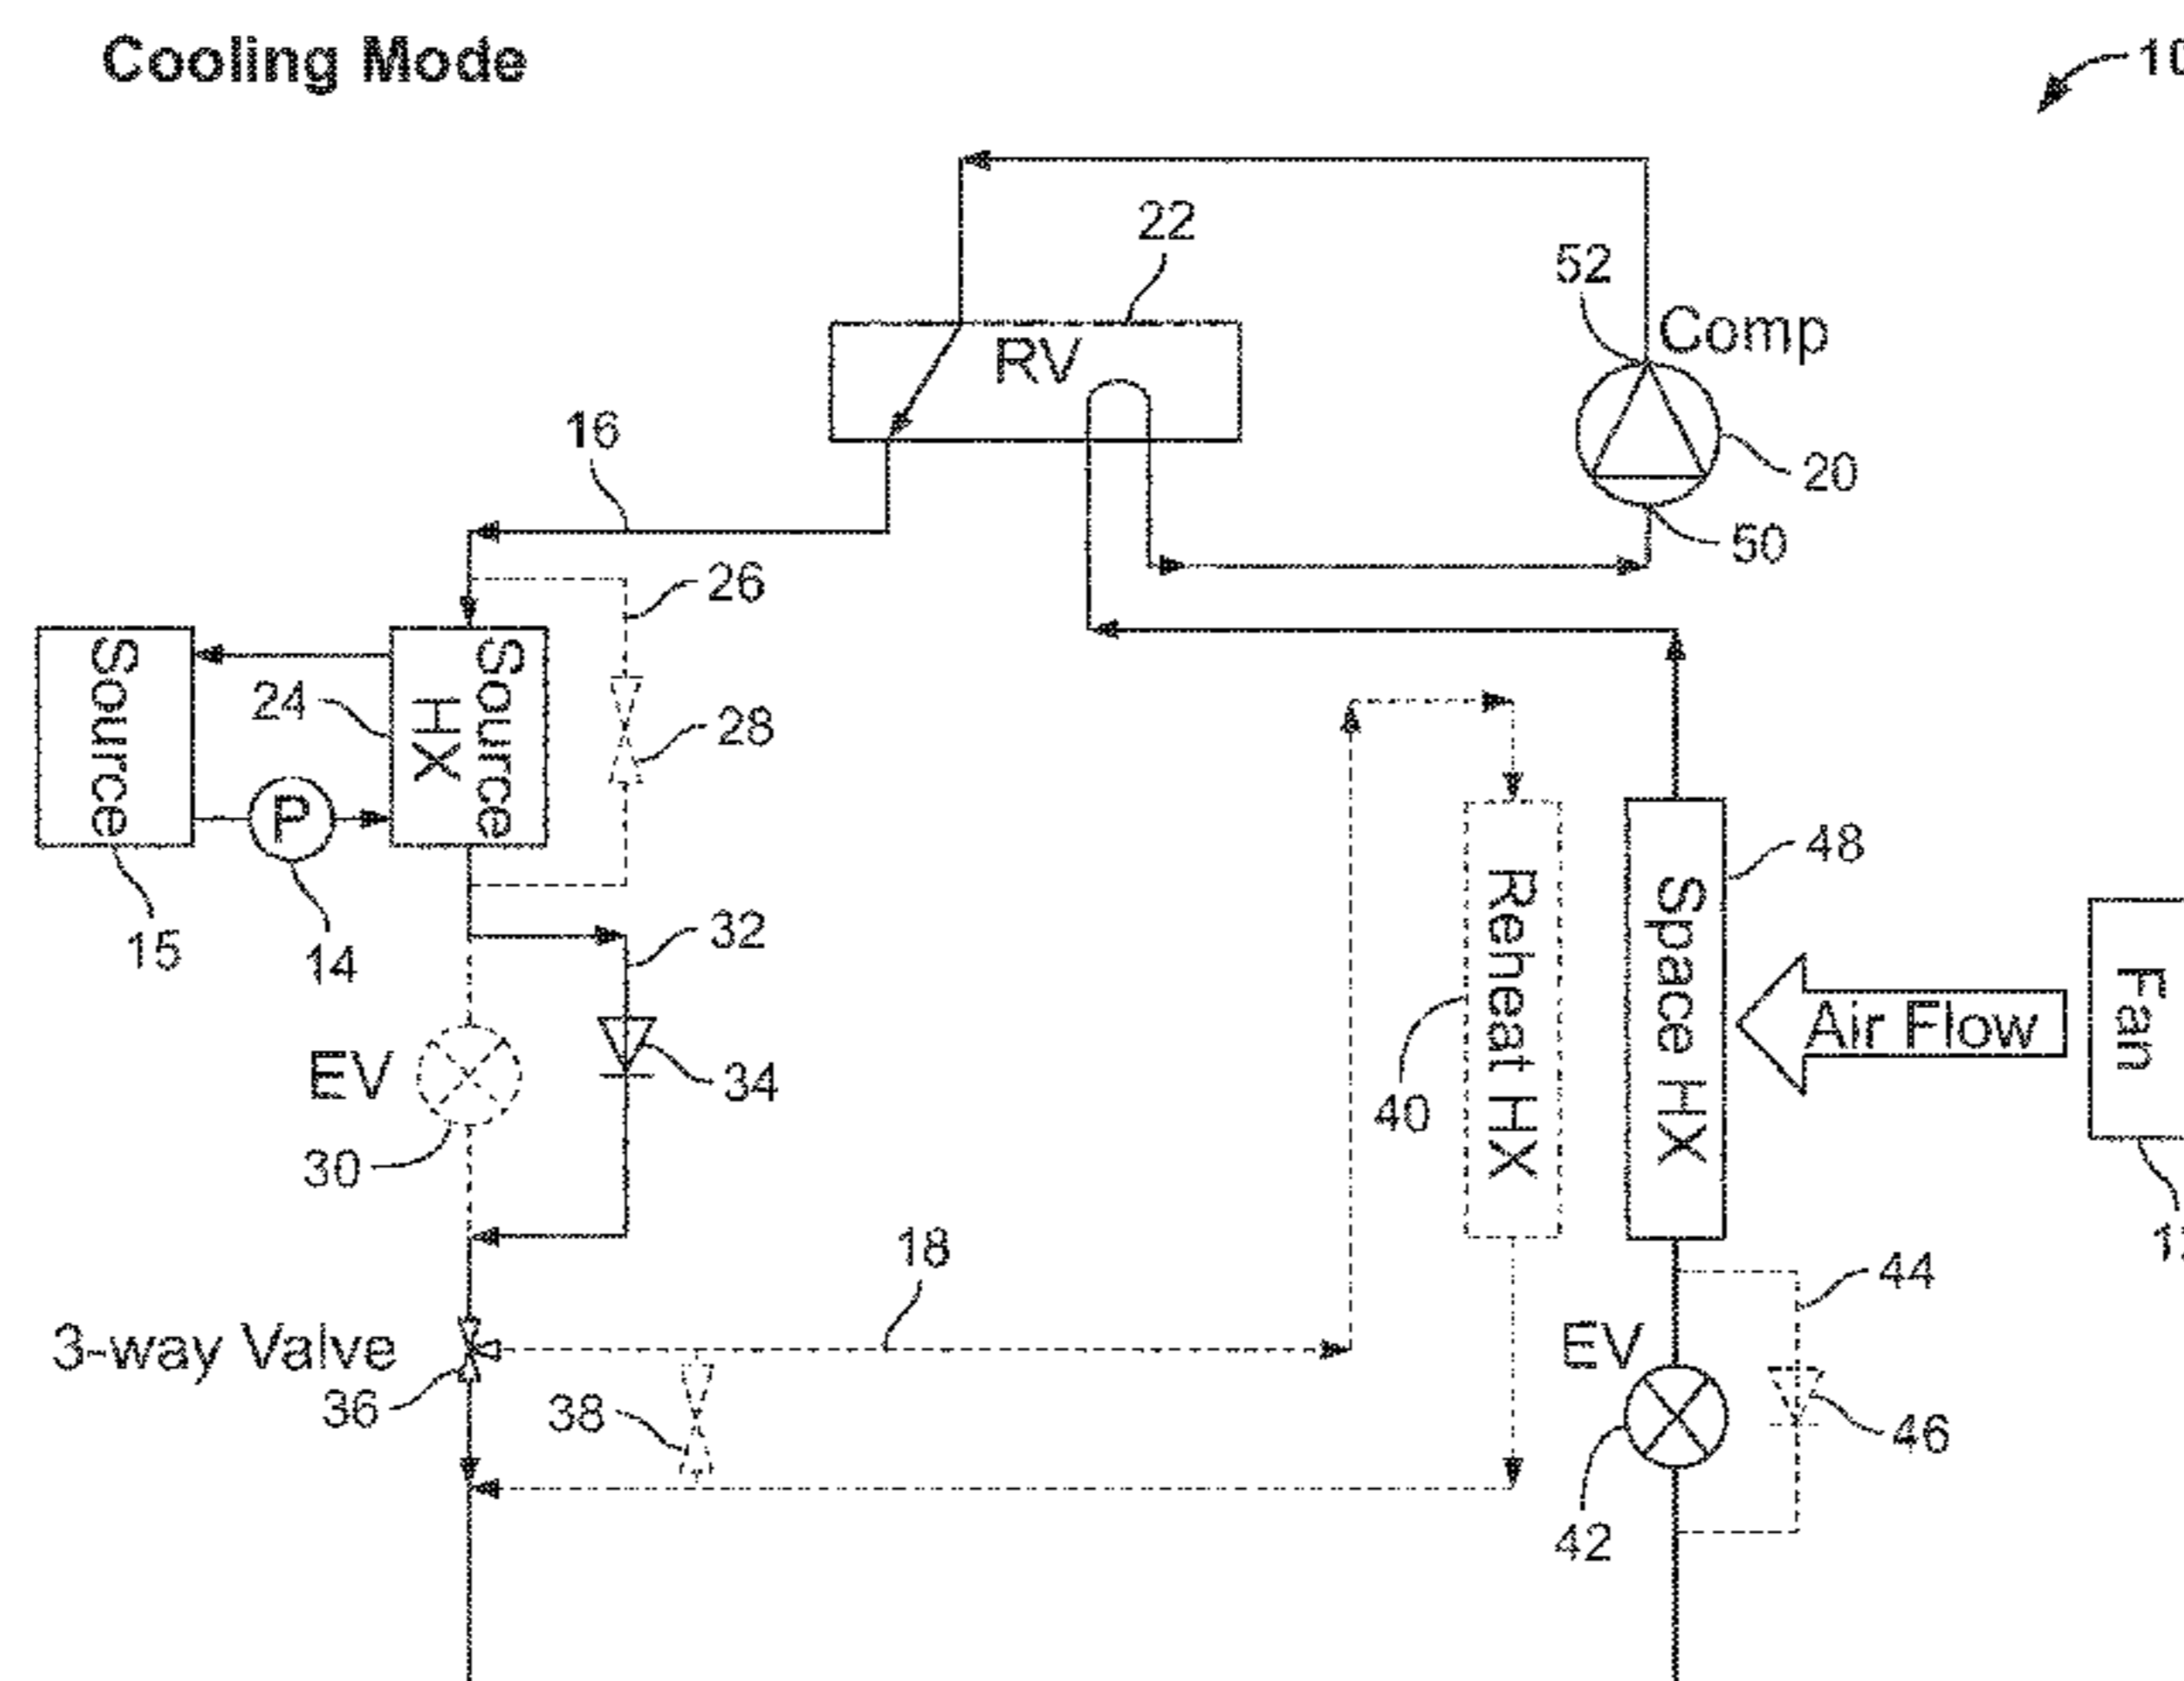 Cooling Mode
10
22
52
Comp
RV
16
20
50
26
Source
24
Source
HX
28
P
48
15
14
32
Reheat HX
Space HX
Air Flow
Fan
EV
34
40
30
18
44
3-way Valve
EV
36
38
46
42